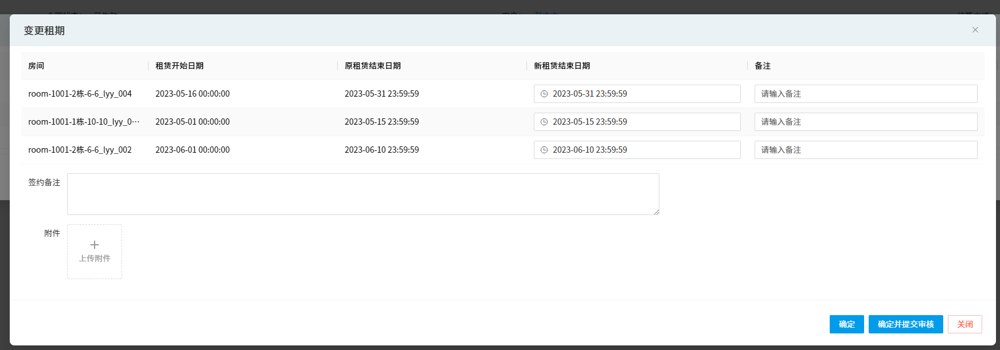 变更租期
房间 租赁开始日期 原租赁结束日期 新租赁结束日期 备注
room-1001-2栋-6-6_lyy_004 2023-05-16 00:00:00 2023-05-31 23:59:59 2023-05-31 23:59:59 请输入备注
room-1001-1栋-10-10_lyy_0··· 2023-05-01 00:00:00 2023-05-15 23:59:59 2023-05-15 23:59:59 请输入备注
room-1001-2栋-6-6_lyy_002 2023-06-01 00:00:00 2023-06-10 23:59:59 2023-06-10 23:59:59 请输入备注
签约备注
附件
上传附件
确定 确定并提交审核 关闭